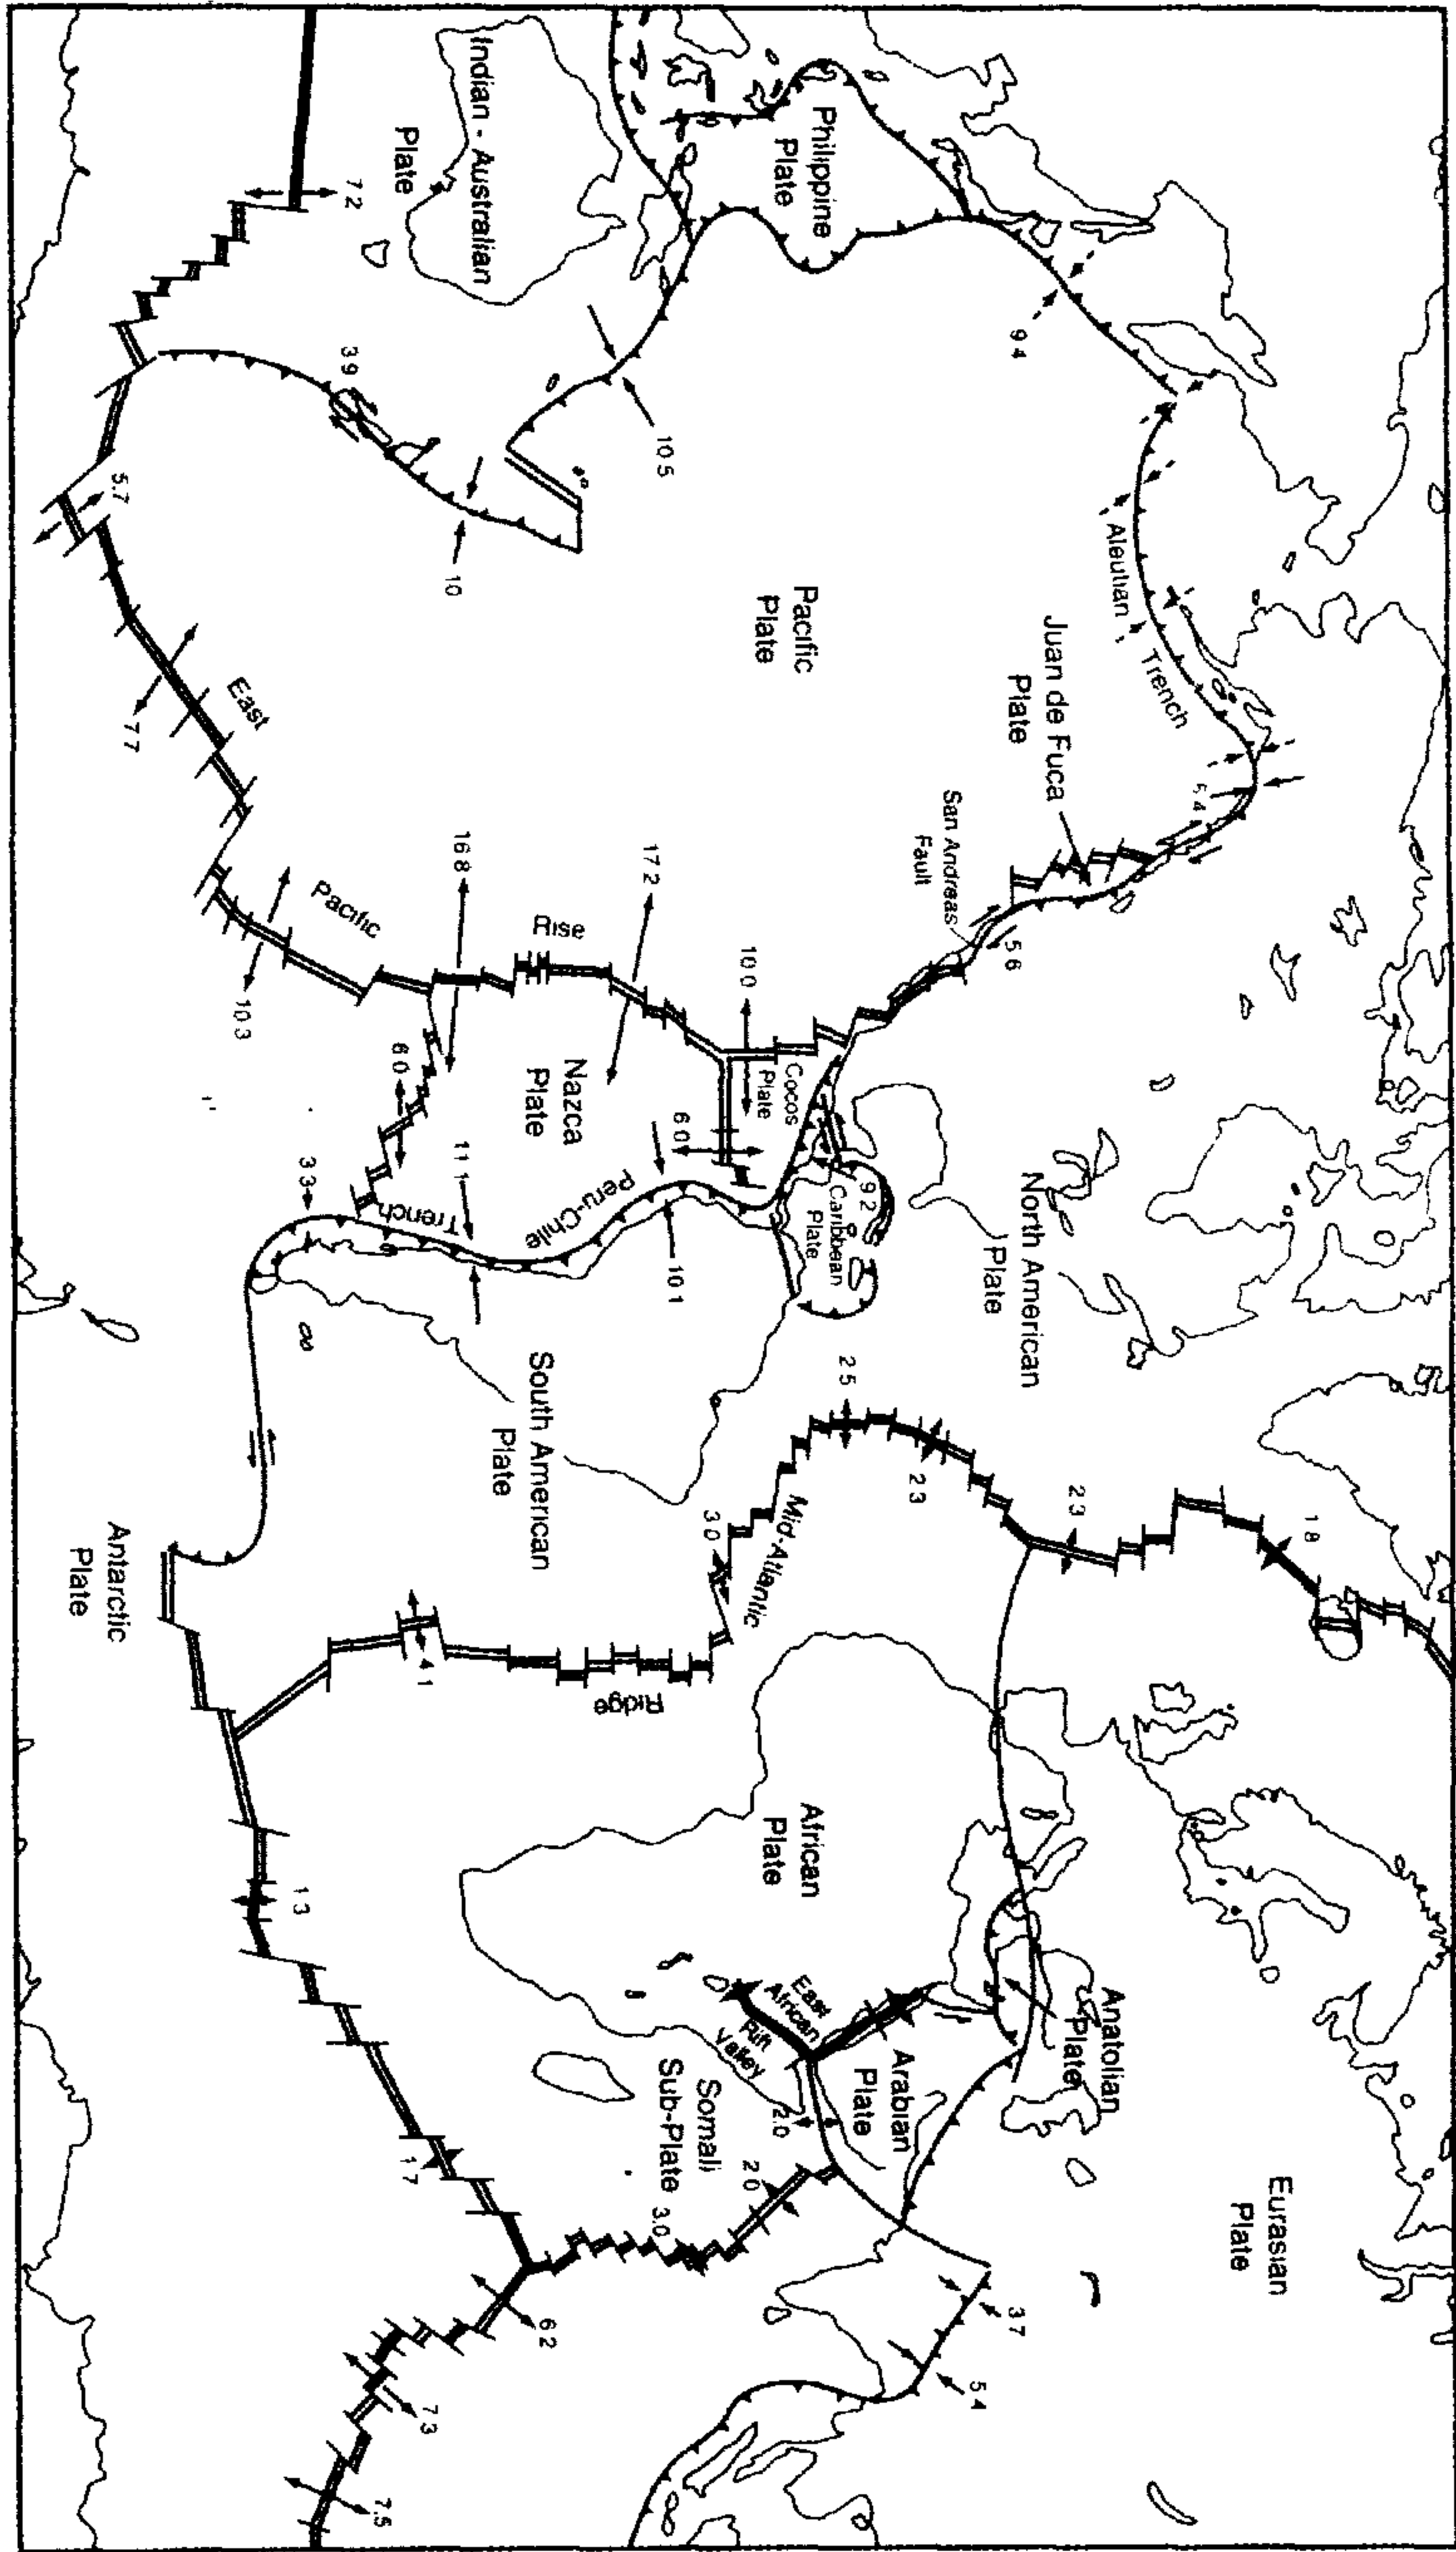 Eurasian
Plate
1 8
5 4
Aleutian
Trench
Anatolian
Plate
2 3
Juan de Fuca
Plate
North American
Plate
9 4
3 7
5 6
5 4
San Andreas
Fault
2 3
Arabian
Plate
9 2
Caribbean
Plate
2 5
Philippine
Plate
Pacific
Plate
Cocos
Plate
10 0
Mid-Atlantic
African
Plate
East
African
Rift
Valley
2.0
2 0
3 0
6 0
Somali
Sub-Plate
3.0
10 5
17 2
10 1
Peru-Chile
Trench
Ridge
Rise
Nazca
Plate
South American
Plate
6 2
Indian - Australian
Plate
10
16 8
11 1
6 0
4 1
7 3
1 7
7.5
7 2
3 9
Pacific
3 3
1 3
East
10.3
5.7
7 7
Antarctic
Plate